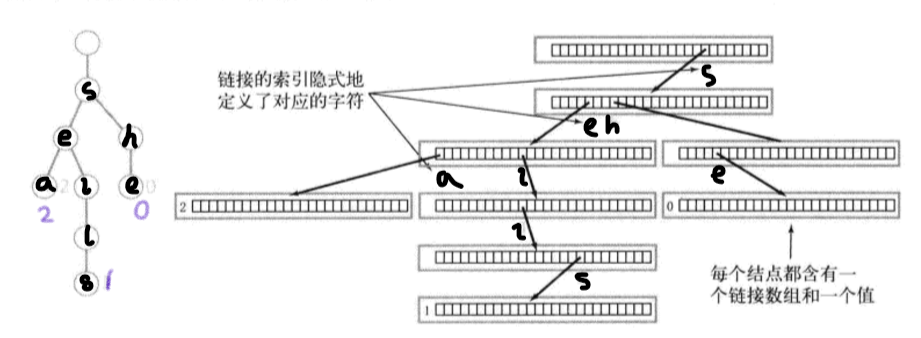 s
e h
a l e
2 0
l
s 1
链接的索引隐式地
定义了对应的字符
s
e h
a l e
2 0
l
s
1
每个结点都含有一
个链接数组和一个值